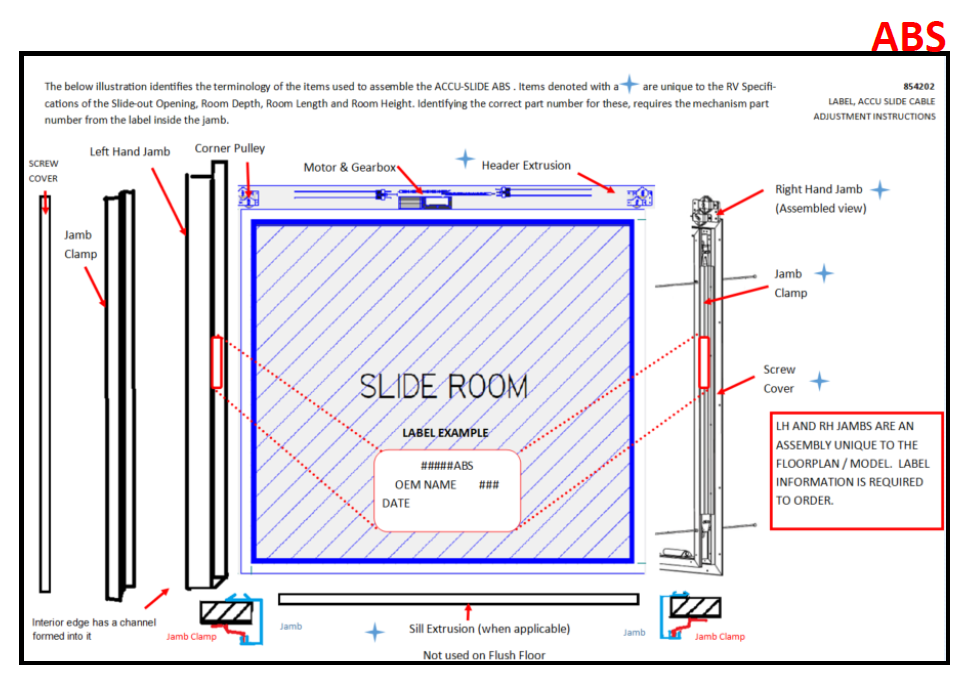 ABS
The below illustration identifies the terminology of the items used to assemble the ACCU-SLIDE ABS . Items denoted with a are unique to the RV Specifi-
cations of the Slide-out Opening, Room Depth, Room Length and Room Height. Identifying the correct part number for these, requires the mechanism part
number from the label inside the jamb.
854202
LABEL, ACCU SLIDE CABLE
ADJUSTMENT INSTRUCTIONS
SCREW
COVER
Left Hand Jamb
Corner Pulley
Motor & Gearbox
Header Extrusion
Right Hand Jamb
(Assembled view)
Jamb
Clamp
Jamb
Clamp
Screw
Cover
SLIDE ROOM
LABEL EXAMPLE
#####ABS
OEM NAME ###
DATE
LH AND RH JAMBS ARE AN
ASSEMBLY UNIQUE TO THE
FLOORPLAN / MODEL. LABEL
INFORMATION IS REQUIRED
TO ORDER.
Interior edge has a channel
formed into it
Jamb Clamp
Jamb
Sill Extrusion (when applicable)
Not used on Flush Floor
Jamb
Jamb Clamp